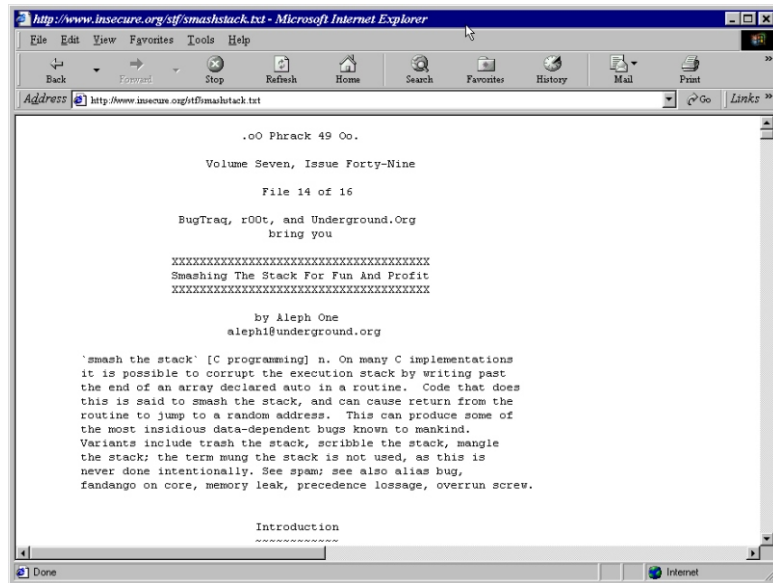 http://www.insecure.org/stf/smashstack.txt - Microsoft Internet Explorer
File Edit View Favorites Tools Help
Back Forward Stop Refresh Home Search Favorites History Mail Print
Address http://www.insecure.org/stf/smashstack.txt Go Links
.oO Phrack 49 Oo.
Volume Seven, Issue Forty-Nine
File 14 of 16
BugTraq, r00t, and Underground.Org
bring you
XXXXXXXXXXXXXXXXXXXXXXXXXXXXXXXXXXXXX
Smashing The Stack For Fun And Profit
XXXXXXXXXXXXXXXXXXXXXXXXXXXXXXXXXXXXX
by Aleph One
aleph1@underground.org
`smash the stack` [C programming] n. On many C implementations
it is possible to corrupt the execution stack by writing past
the end of an array declared auto in a routine. Code that does
this is said to smash the stack, and can cause return from the
routine to jump to a random address. This can produce some of
the most insidious data-dependent bugs known to mankind.
Variants include trash the stack, scribble the stack, mangle
the stack; the term mung the stack is not used, as this is
never done intentionally. See spam; see also alias bug,
fandango on core, memory leak, precedence lossage, overrun screw.
Introduction
~~~~~~~~~~~~
Done Internet